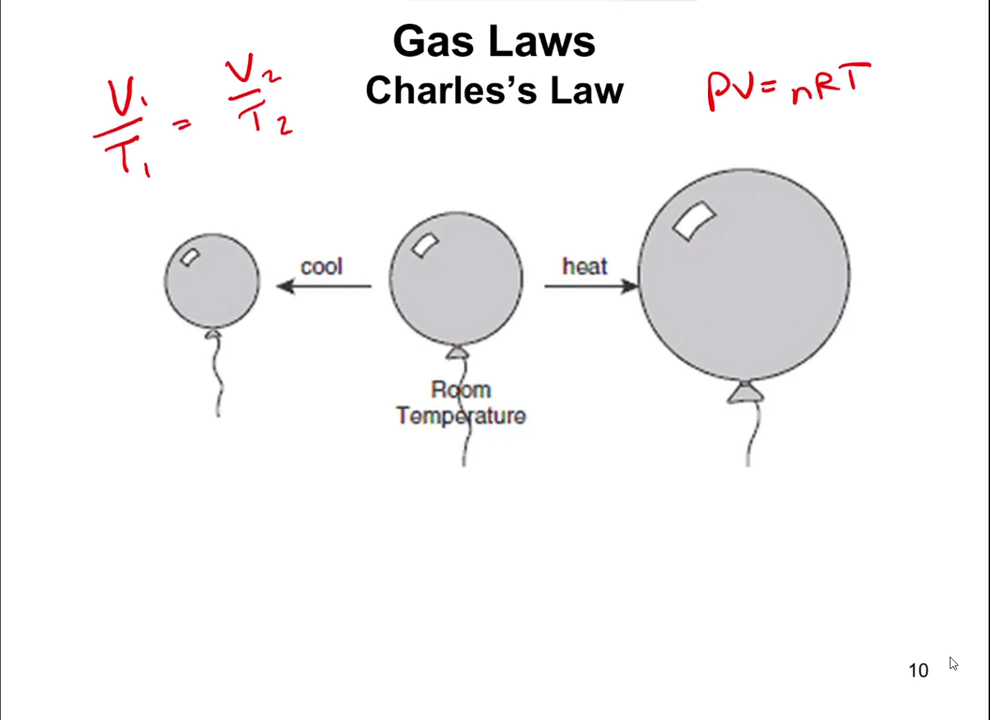 Gas Laws
Charles's Law
V₁/T₁ = V₂/T₂
PV = nRT
cool
heat
Room
Temperature
10